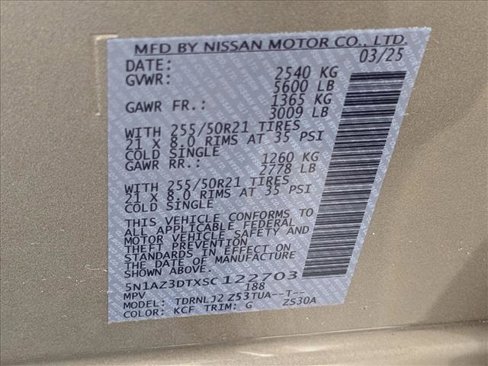 MFD BY NISSAN MOTOR CO., LTD.
DATE: 03/25
GVWR: 2540 KG
5600 LB
GAWR FR.: 1365 KG
3009 LB
WITH 255/50R21 TIRES
21 X 8.0 RIMS AT 35 PSI
COLD SINGLE
GAWR RR.: 1260 KG
2778 LB
WITH 255/50R21 TIRES
21 X 8.0 RIMS AT 35 PSI
COLD SINGLE
THIS VEHICLE CONFORMS TO
ALL APPLICABLE FEDERAL
MOTOR VEHICLE SAFETY AND
THEFT PREVENTION
STANDARDS IN EFFECT ON
THE DATE OF MANUFACTURE
SHOWN ABOVE.
5N1AZ3DTXSC122703
MPV 188
MODEL: TDRNLJ2 Z53TUA--T--
COLOR: KCF TRIM: G ZS30A